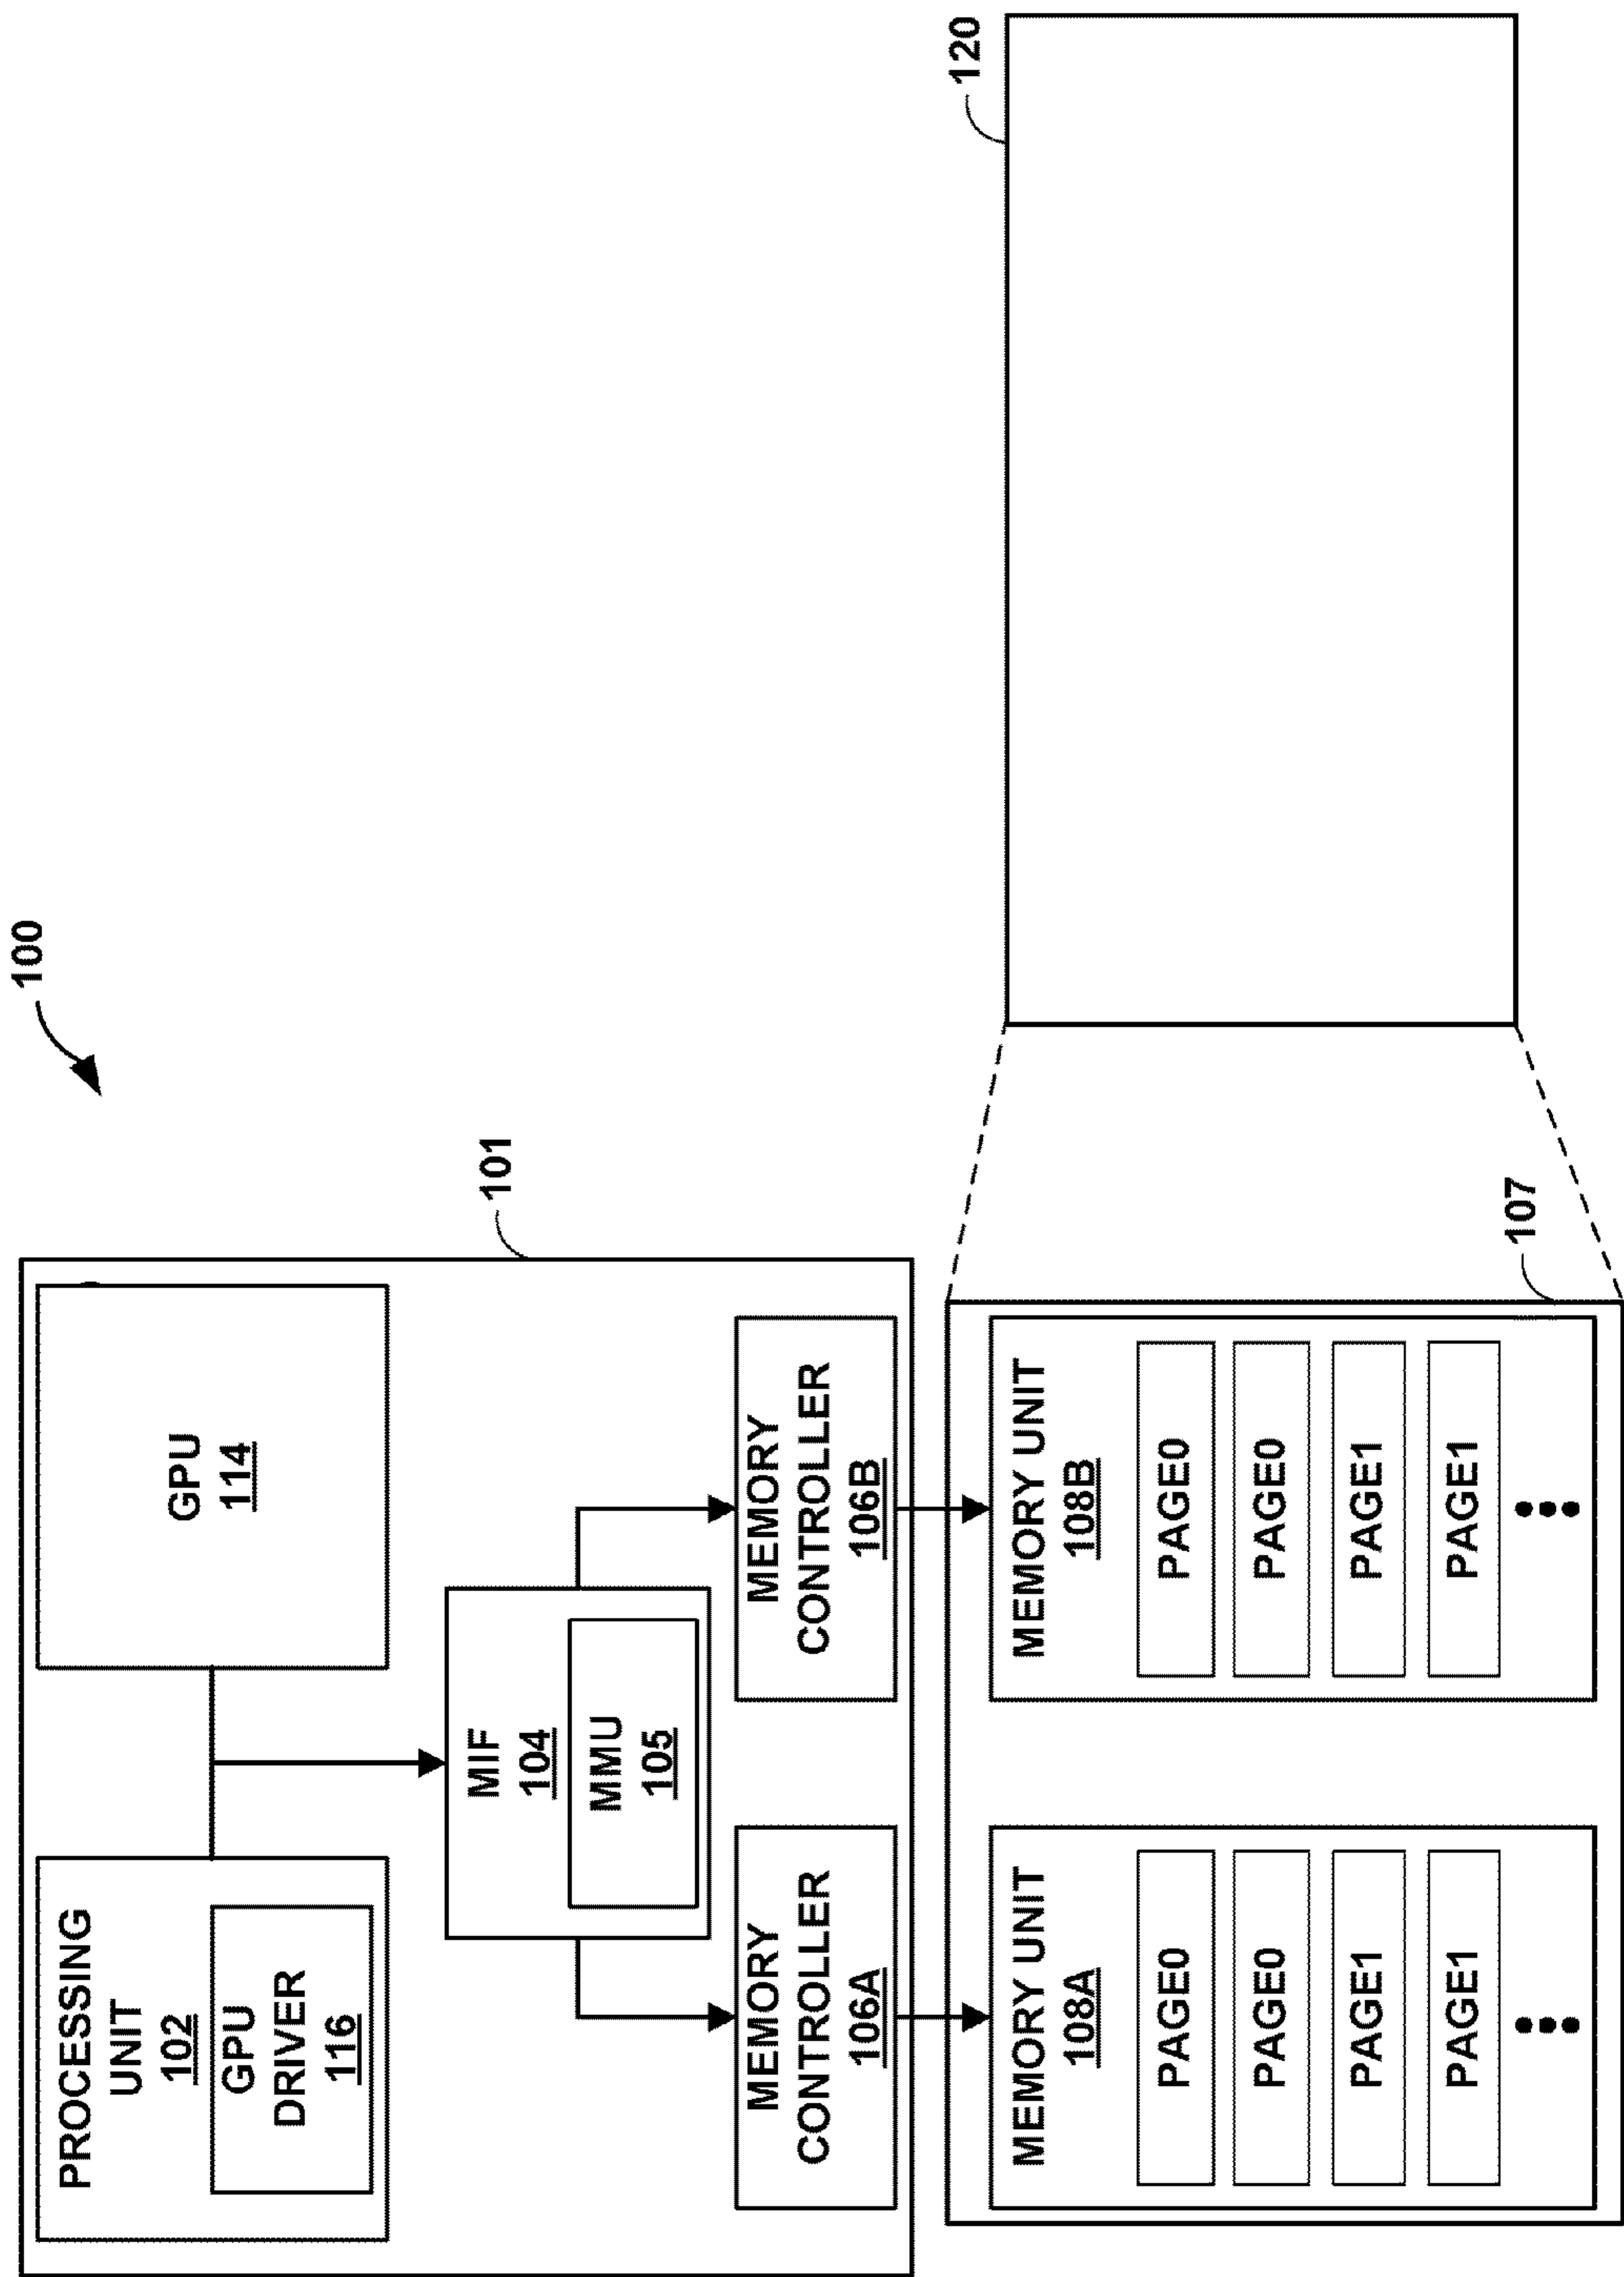 100
101
PROCESSING
UNIT
102
GPU
DRIVER
116
GPU
114
MIF
104
MMU
105
MEMORY
CONTROLLER
106A
MEMORY
CONTROLLER
106B
MEMORY UNIT
108A
PAGE0
PAGE0
PAGE1
PAGE1
MEMORY UNIT
108B
PAGE0
PAGE0
PAGE1
PAGE1
107
120